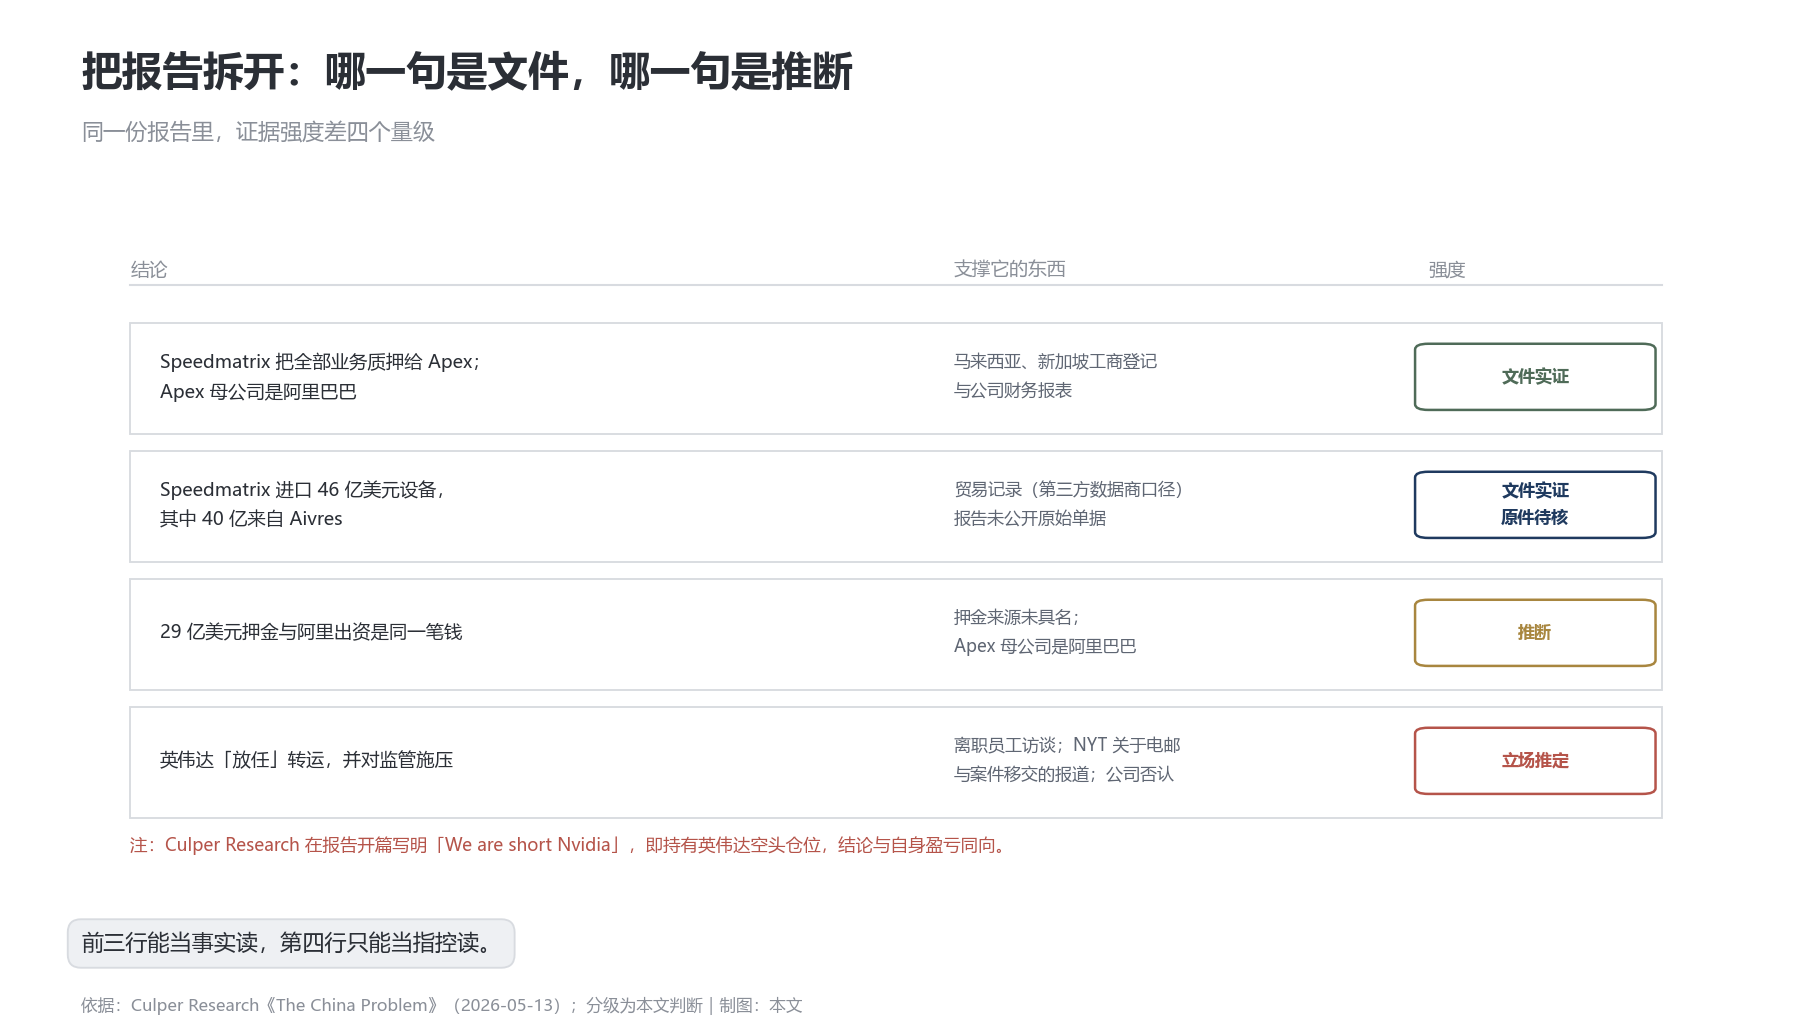 把报告拆开：哪一句是文件，哪一句是推断
同一份报告里，证据强度差四个量级
结论
支撑它的东西
强度
Speedmatrix 把全部业务质押给 Apex；
Apex 母公司是阿里巴巴
马来西亚、新加坡工商登记
与公司财务报表
文件实证
Speedmatrix 进口 46 亿美元设备，
其中 40 亿来自 Aivres
贸易记录（第三方数据商口径）
报告未公开原始单据
文件实证
原件待核
29 亿美元押金与阿里出资是同一笔钱
押金来源未具名；
Apex 母公司是阿里巴巴
推断
英伟达「放任」转运，并对监管施压
离职员工访谈；NYT 关于电邮
与案件移交的报道；公司否认
立场推定
注：Culper Research 在报告开篇写明「We are short Nvidia」，即持有英伟达空头仓位，结论与自身盈亏同向。
前三行能当事实读，第四行只能当指控读。
依据：Culper Research《The China Problem》（2026-05-13）；分级为本文判断 | 制图：本文